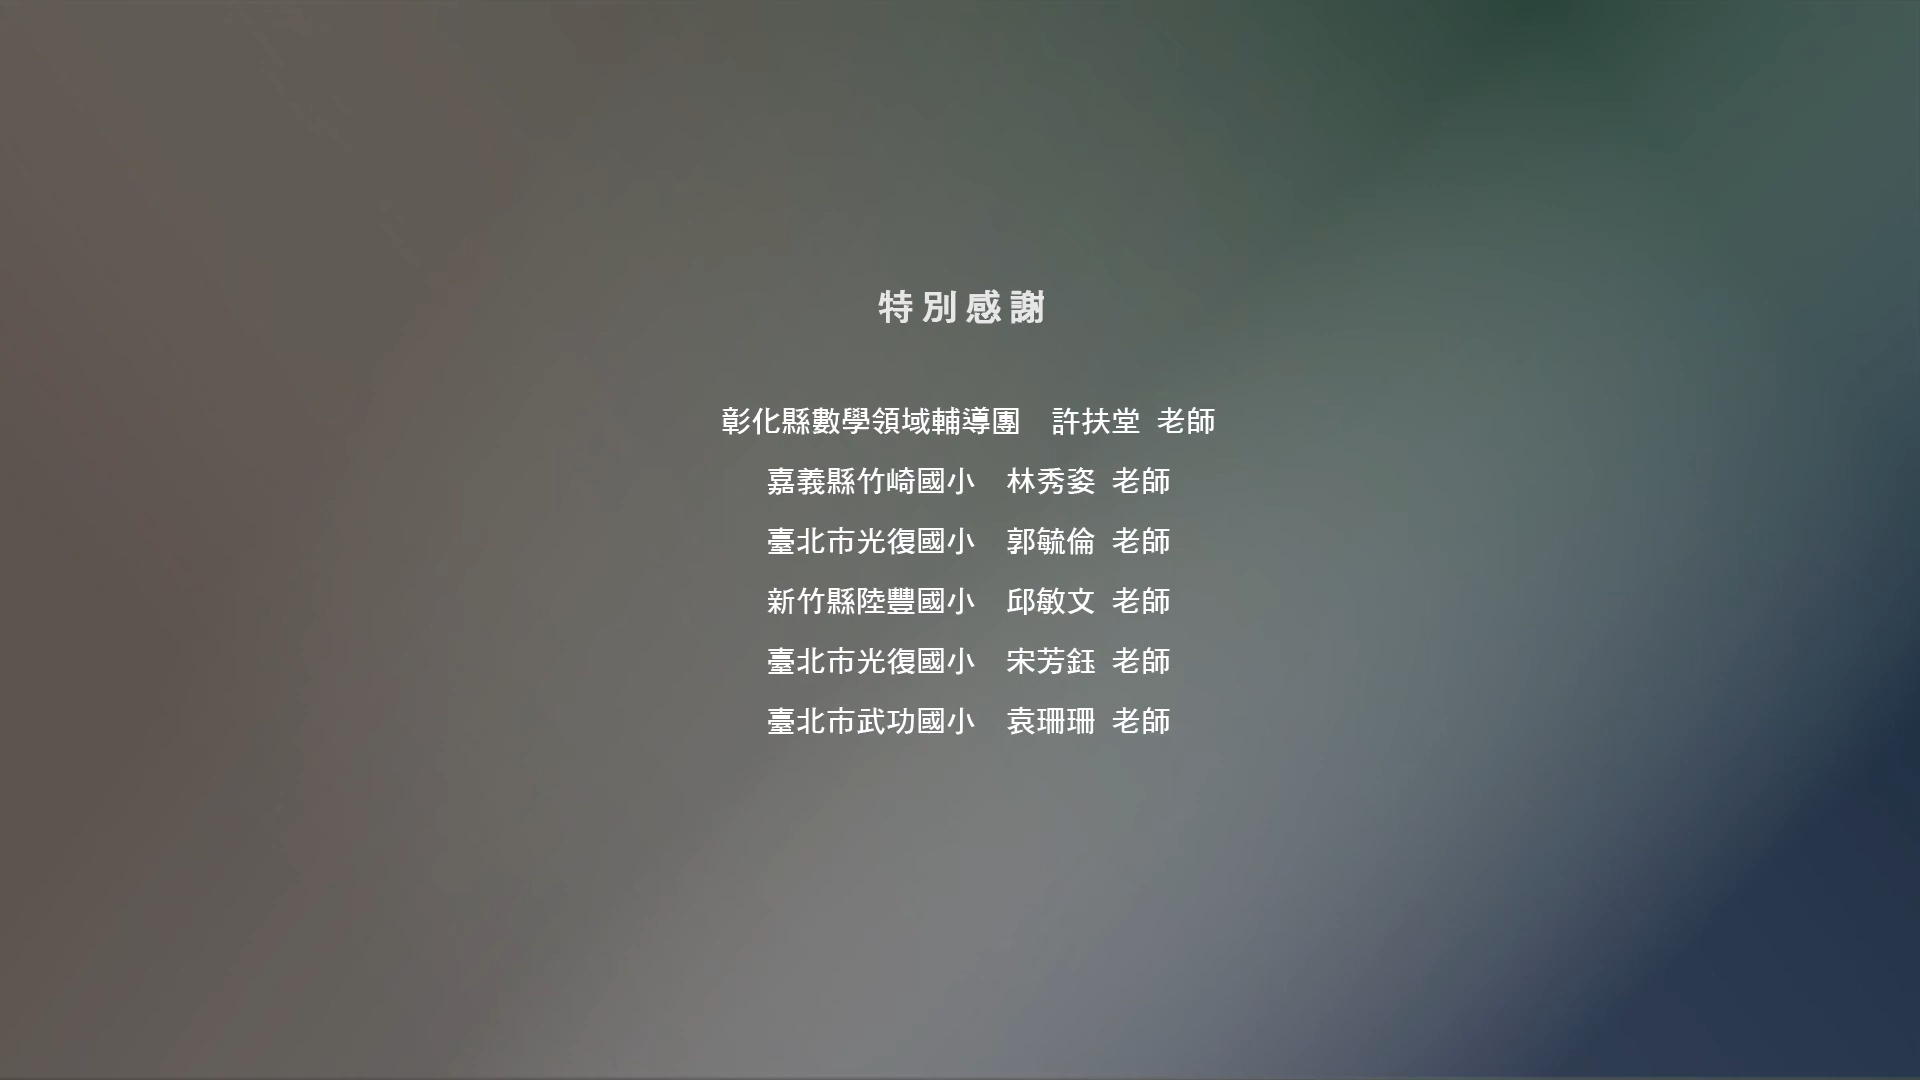 特別感謝
彰化縣數學領域輔導團　許扶堂 老師
嘉義縣竹崎國小　林秀姿 老師
臺北市光復國小　郭毓倫 老師
新竹縣陸豐國小　邱敏文 老師
臺北市光復國小　宋芳鈺 老師
臺北市武功國小　袁珊珊 老師